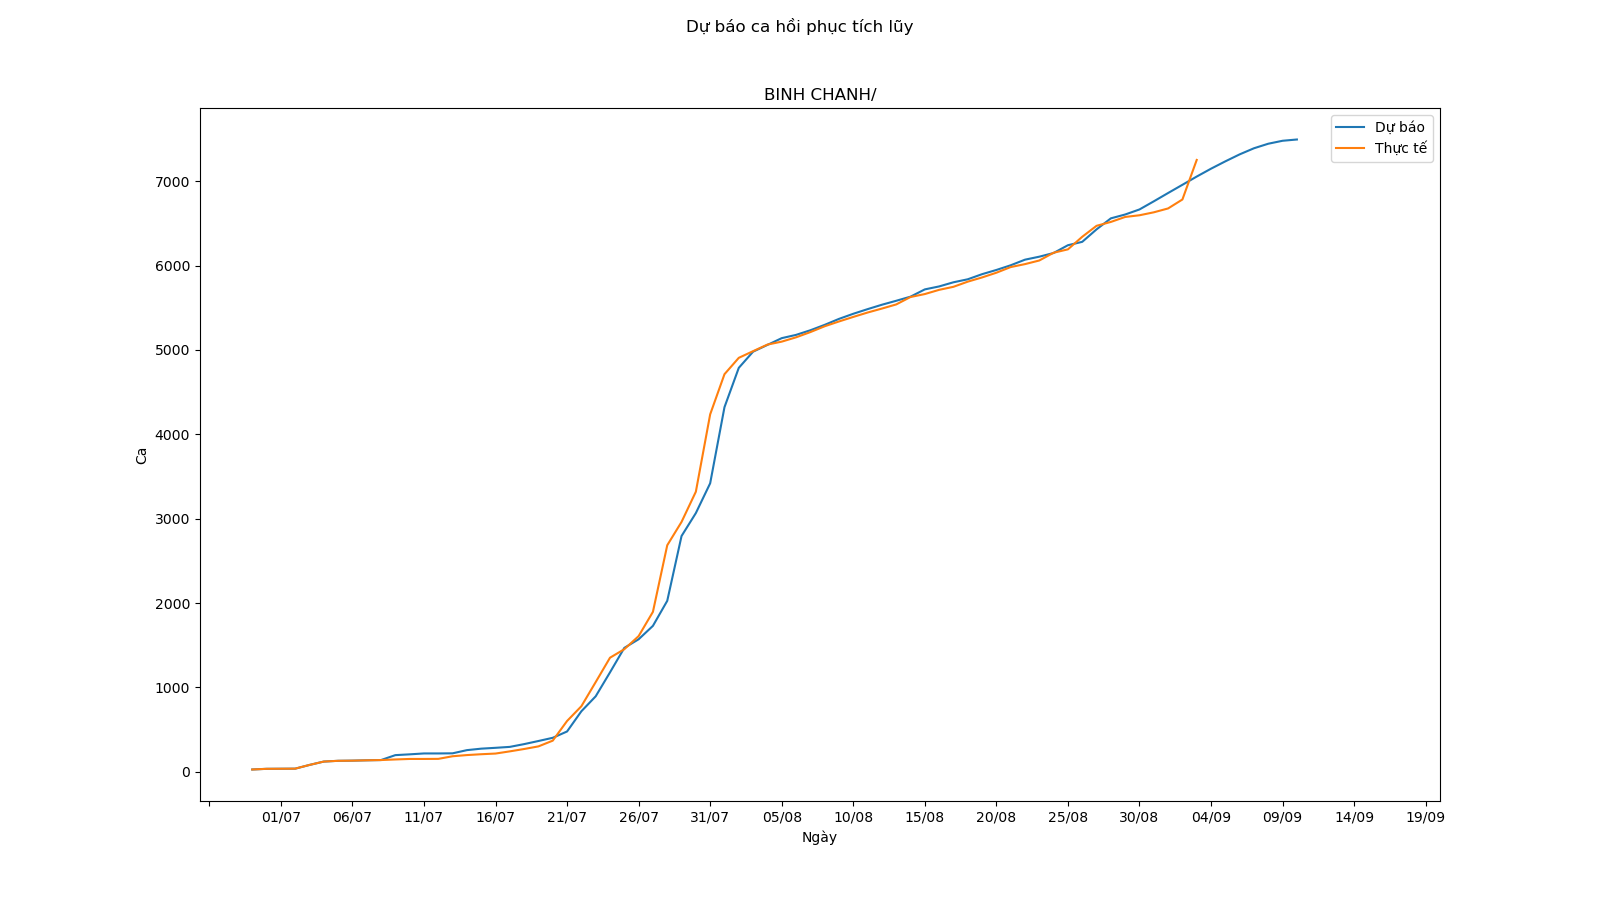 Dự báo ca hồi phục tích lũy
BINH CHANH/
Dự báo
Thực tế
7000
6000
5000
4000
3000
2000
1000
0
Ca
01/07 06/07 11/07 16/07 21/07 26/07 31/07 05/08 10/08 15/08 20/08 25/08 30/08 04/09 09/09 14/09 19/09
Ngày